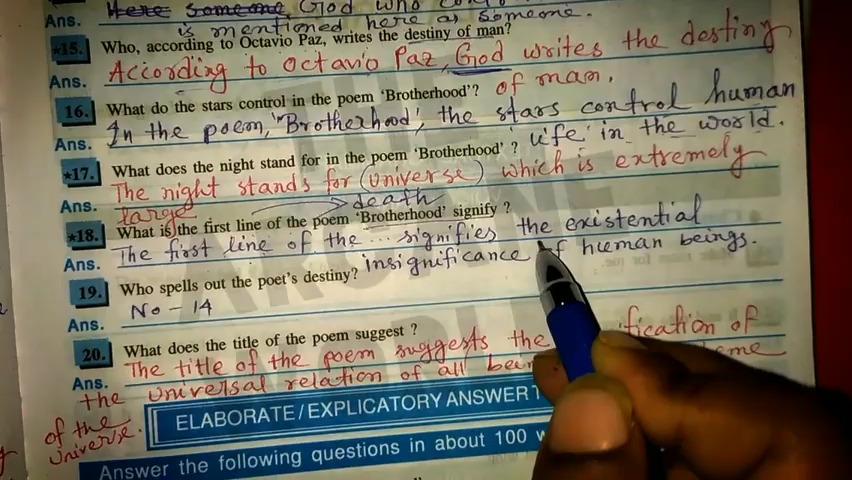 Here someone, God who
Ans. is mentioned here as someone.
*15. Who, according to Octavio Paz, writes the destiny of man?
Ans. According to Octavio Paz, God writes the destiny
of man.
16. What do the stars control in the poem 'Brotherhood'?
Ans. In the poem, 'Brotherhood', the stars control human
life in the world.
*17. What does the night stand for in the poem 'Brotherhood' ?
Ans. The night stands for (universe) which is extremely
large → death
*18. What is the first line of the poem 'Brotherhood' signify ?
Ans. The first line of the ... signifies the existential
insignificance of human beings.
19. Who spells out the poet's destiny?
Ans. No - 14
20. What does the title of the poem suggest ?
Ans. The title of the poem suggests the fication of
the universal relation of all
of the
Universe.
ELABORATE/EXPLICATORY ANSWER
Answer the following questions in about 100